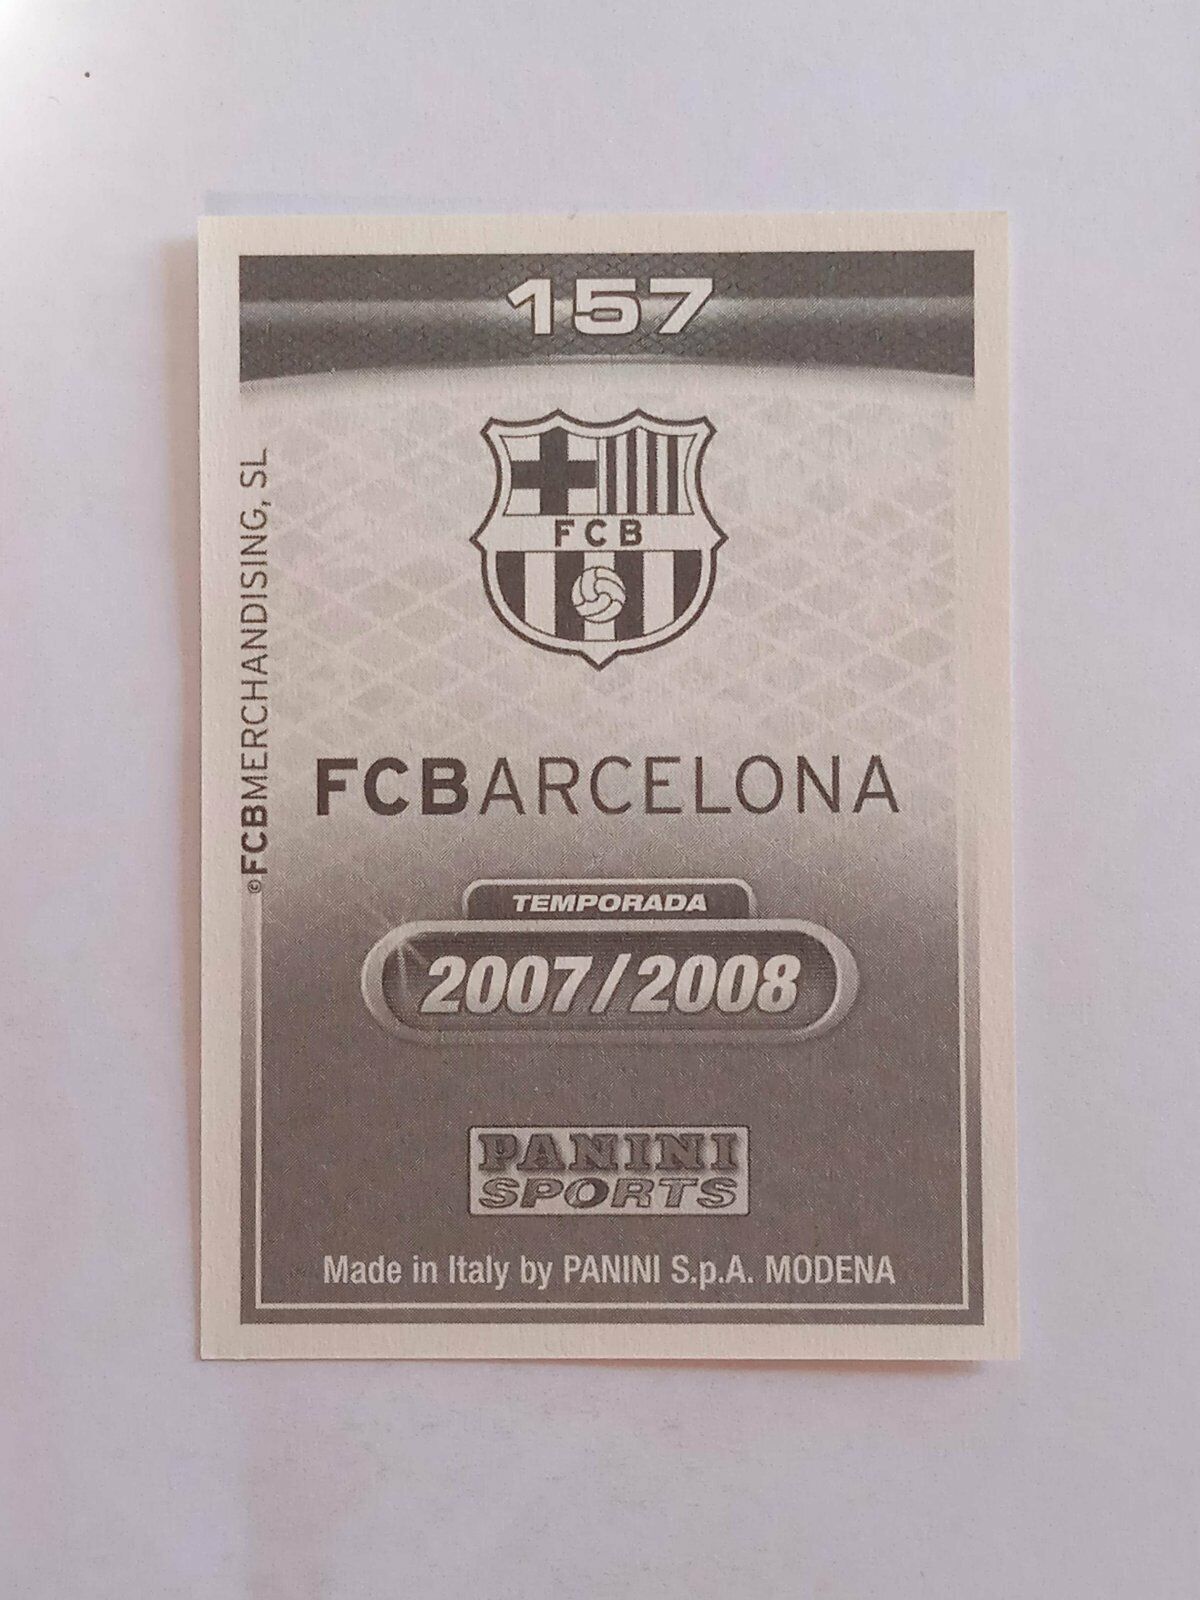 157
FCB
FCBARCELONA
©FCBMERCHANDISING, SL
TEMPORADA
2007/2008
PANINI
SPORTS
Made in Italy by PANINI S.p.A. MODENA